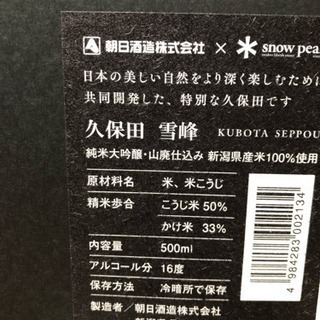 朝日酒造株式会社 × snow pea
日本の美しい自然をより深く楽しむために
共同開発した、特別な久保田です
久保田 雪峰 KUBOTA SEPPOU
純米大吟醸・山廃仕込み 新潟県産米100%使用
原材料名 米、米こうじ
精米歩合 こうじ米 50%
かけ米 33%
内容量 500ml
アルコール分 16度
保存方法 冷暗所で保存
製造者 朝日酒造株式会社
4 984283 002134